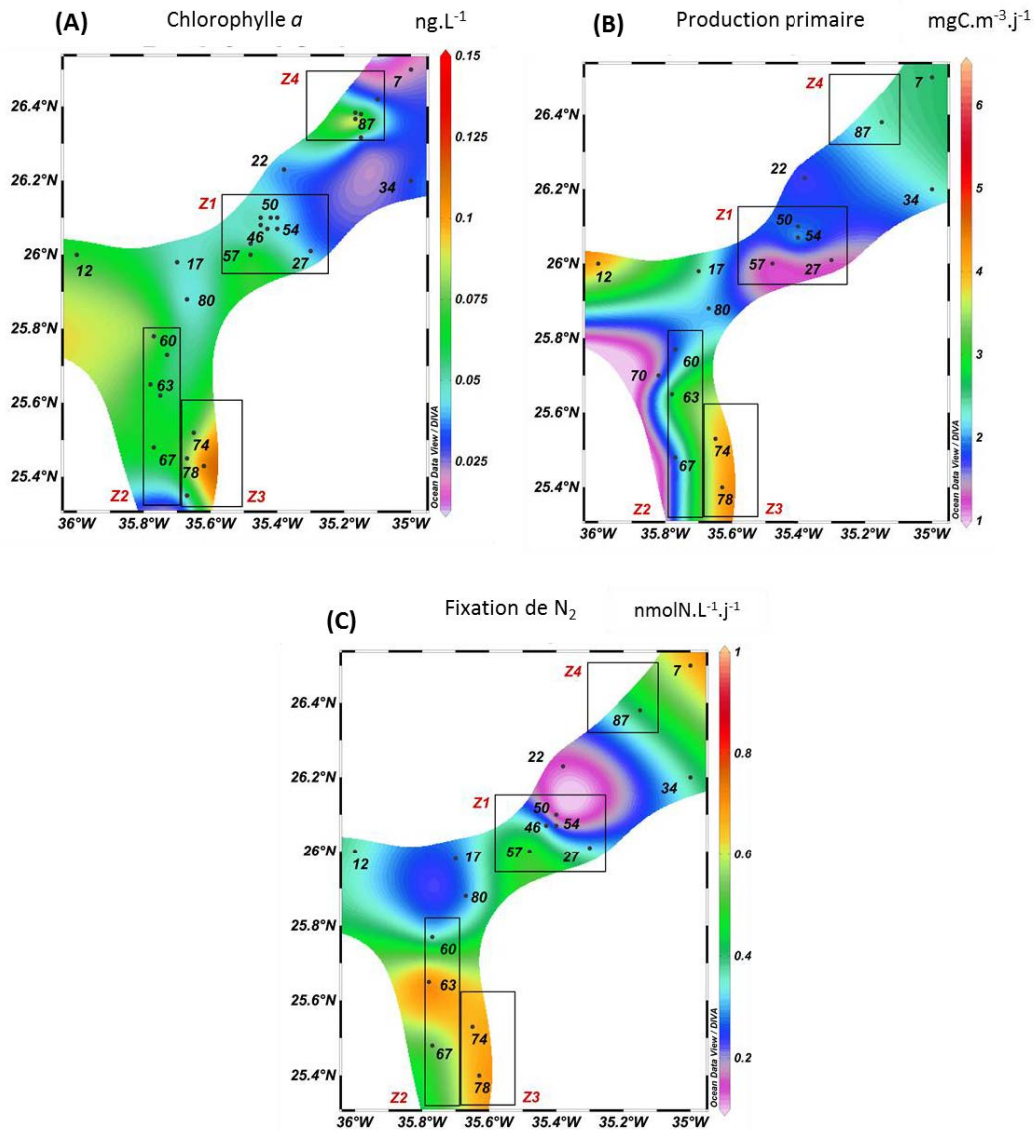 (A) Chlorophylle a ng.L-1
Z4
7
87
22
34
Z1
50
46
54
57
27
12
17
80
60
63
67
74
78
Z2
Z3
26.4°N
26.2°N
26°N
25.8°N
25.6°N
25.4°N
36°W 35.8°W 35.6°W 35.4°W 35.2°W 35°W
0.15
0.125
0.1
0.075
0.05
0.025
Ocean Data View / DIVA
(B) Production primaire mgC.m-3.j-1
Z4
7
87
22
34
Z1
50
54
57
27
12
17
80
60
70
63
67
74
78
Z2
Z3
26.4°N
26.2°N
26°N
25.8°N
25.6°N
25.4°N
36°W 35.8°W 35.6°W 35.4°W 35.2°W 35°W
6
5
4
3
2
1
Ocean Data View / DIVA
(C) Fixation de N2 nmolN.L-1.j-1
Z4
7
87
22
34
Z1
50
46
54
57
27
12
17
80
60
63
67
74
78
Z2
Z3
26.4°N
26.2°N
26°N
25.8°N
25.6°N
25.4°N
36°W 35.8°W 35.6°W 35.4°W 35.2°W 35°W
1
0.8
0.6
0.4
0.2
Ocean Data View / DIVA